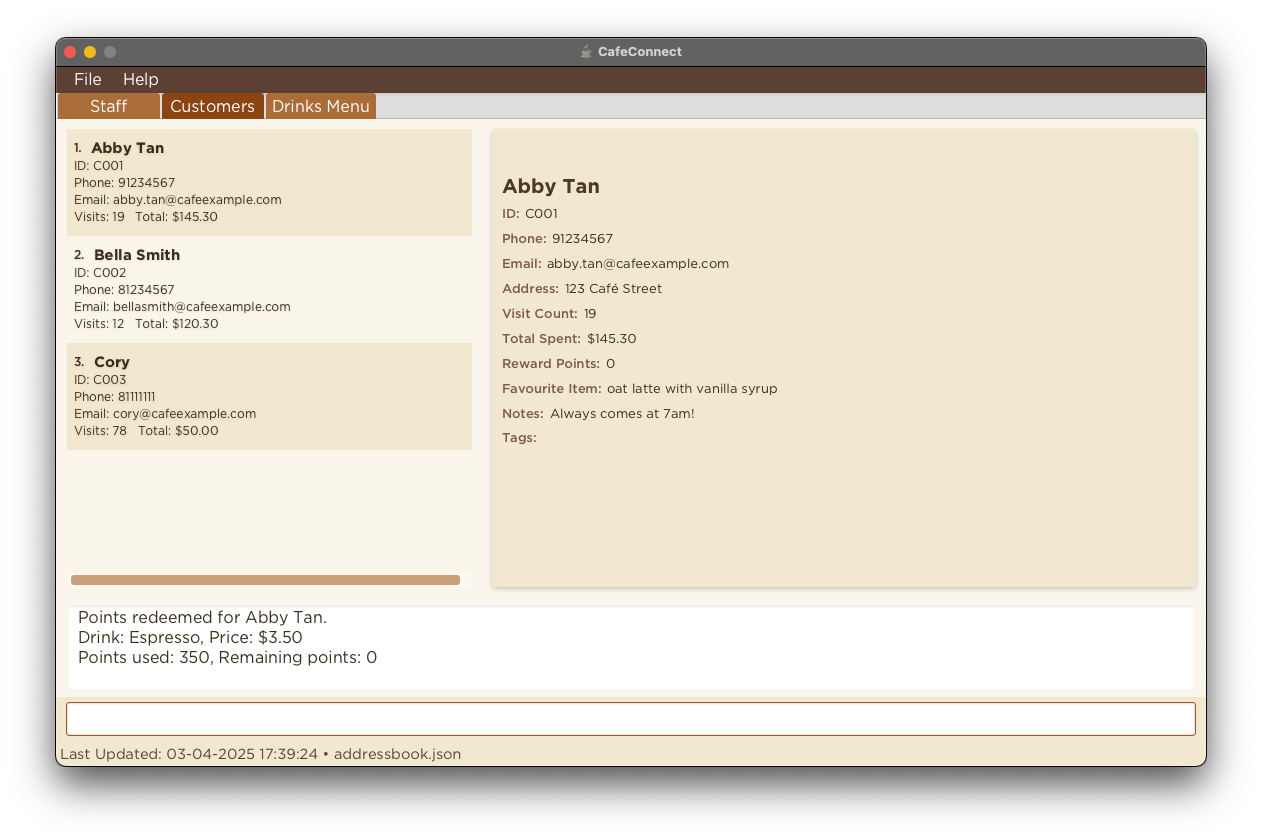 CafeConnect
File Help
Staff Customers Drinks Menu
1. Abby Tan
ID: C001
Phone: 91234567
Email: abby.tan@cafeexample.com
Visits: 19 Total: $145.30
2. Bella Smith
ID: C002
Phone: 81234567
Email: bellasmith@cafeexample.com
Visits: 12 Total: $120.30
3. Cory
ID: C003
Phone: 81111111
Email: cory@cafeexample.com
Visits: 78 Total: $50.00
Abby Tan
ID: C001
Phone: 91234567
Email: abby.tan@cafeexample.com
Address: 123 Café Street
Visit Count: 19
Total Spent: $145.30
Reward Points: 0
Favourite Item: oat latte with vanilla syrup
Notes: Always comes at 7am!
Tags:
Points redeemed for Abby Tan.
Drink: Espresso, Price: $3.50
Points used: 350, Remaining points: 0
Last Updated: 03-04-2025 17:39:24 • addressbook.json